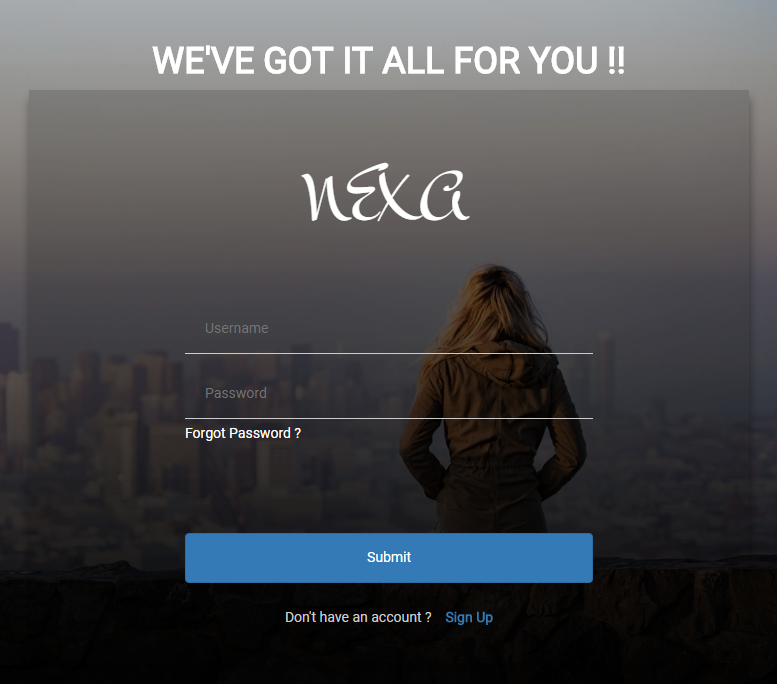 WE'VE GOT IT ALL FOR YOU !!
NEXA
Username
Password
Forgot Password ?
Submit
Don't have an account ? Sign Up